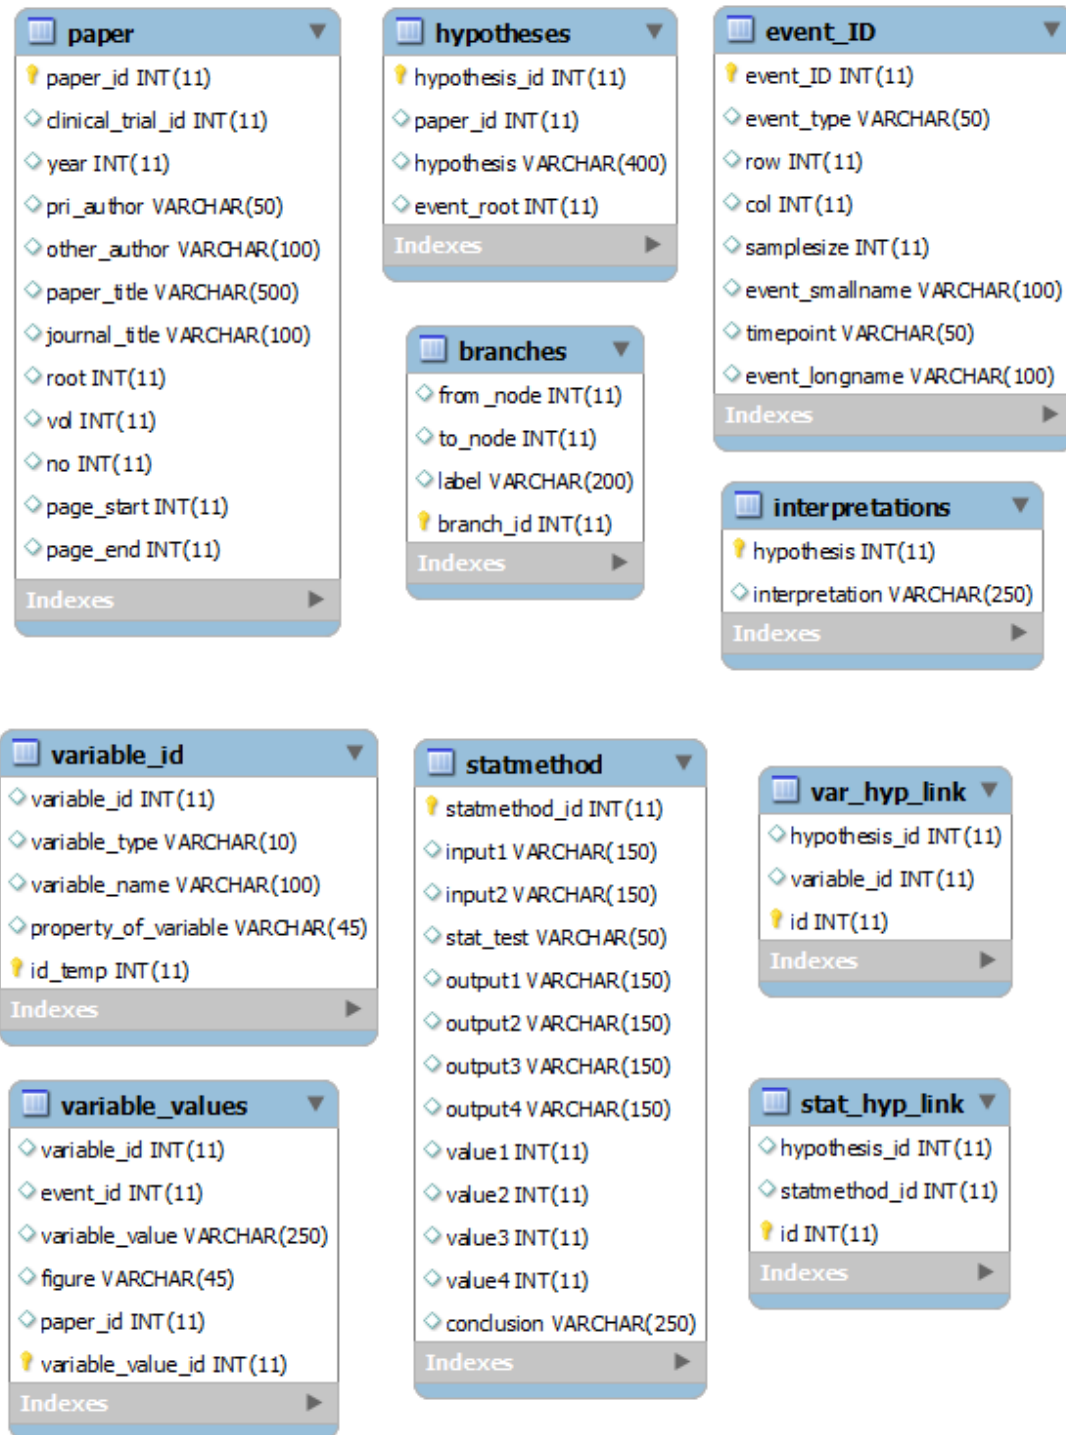 paper
paper_id INT(11)
clinical_trial_id INT(11)
year INT(11)
pri_author VARCHAR(50)
other_author VARCHAR(100)
paper_title VARCHAR(500)
journal_title VARCHAR(100)
root INT(11)
vol INT(11)
no INT(11)
page_start INT(11)
page_end INT(11)
Indexes
hypotheses
hypothesis_id INT(11)
paper_id INT(11)
hypothesis VARCHAR(400)
event_root INT(11)
Indexes
event_ID
event_ID INT(11)
event_type VARCHAR(50)
row INT(11)
col INT(11)
samplesize INT(11)
event_smallname VARCHAR(100)
timepoint VARCHAR(50)
event_longname VARCHAR(100)
Indexes
branches
from_node INT(11)
to_node INT(11)
label VARCHAR(200)
branch_id INT(11)
Indexes
interpretations
hypothesis INT(11)
interpretation VARCHAR(250)
Indexes
variable_id
variable_id INT(11)
variable_type VARCHAR(10)
variable_name VARCHAR(100)
property_of_variable VARCHAR(45)
id_temp INT(11)
Indexes
statmethod
statmethod_id INT(11)
input1 VARCHAR(150)
input2 VARCHAR(150)
stat_test VARCHAR(50)
output1 VARCHAR(150)
output2 VARCHAR(150)
output3 VARCHAR(150)
output4 VARCHAR(150)
value1 INT(11)
value2 INT(11)
value3 INT(11)
value4 INT(11)
conclusion VARCHAR(250)
Indexes
var_hyp_link
hypothesis_id INT(11)
variable_id INT(11)
id INT(11)
Indexes
variable_values
variable_id INT(11)
event_id INT(11)
variable_value VARCHAR(250)
figure VARCHAR(45)
paper_id INT(11)
variable_value_id INT(11)
Indexes
stat_hyp_link
hypothesis_id INT(11)
statmethod_id INT(11)
id INT(11)
Indexes